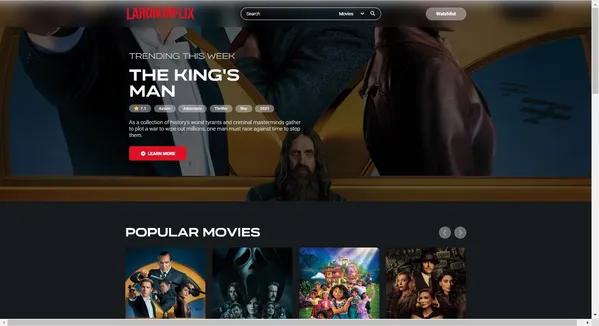 LAROKONFLIX
Search
Movies
Watchlist
TRENDING THIS WEEK
THE KING'S
MAN
7.1
Action
Adventure
Thriller
War
2021
As a collection of history's worst tyrants and criminal masterminds gather
to plot a war to wipe out millions, one man must race against time to stop
them.
LEARN MORE
POPULAR MOVIES